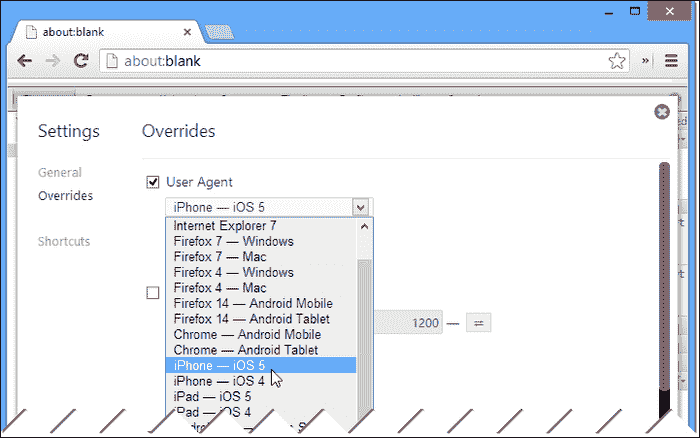 about:blank
about:blank
»
Settings
Overrides
General
Overrides
Shortcuts
User Agent
iPhone — iOS 5
Internet Explorer 7
Firefox 7 — Windows
Firefox 7 — Mac
Firefox 4 — Windows
Firefox 4 — Mac
Firefox 14 — Android Mobile
Firefox 14 — Android Tablet
Chrome — Android Mobile
Chrome — Android Tablet
iPhone — iOS 5
iPhone — iOS 4
iPad — iOS 5
iPad — iOS 4
1200 —